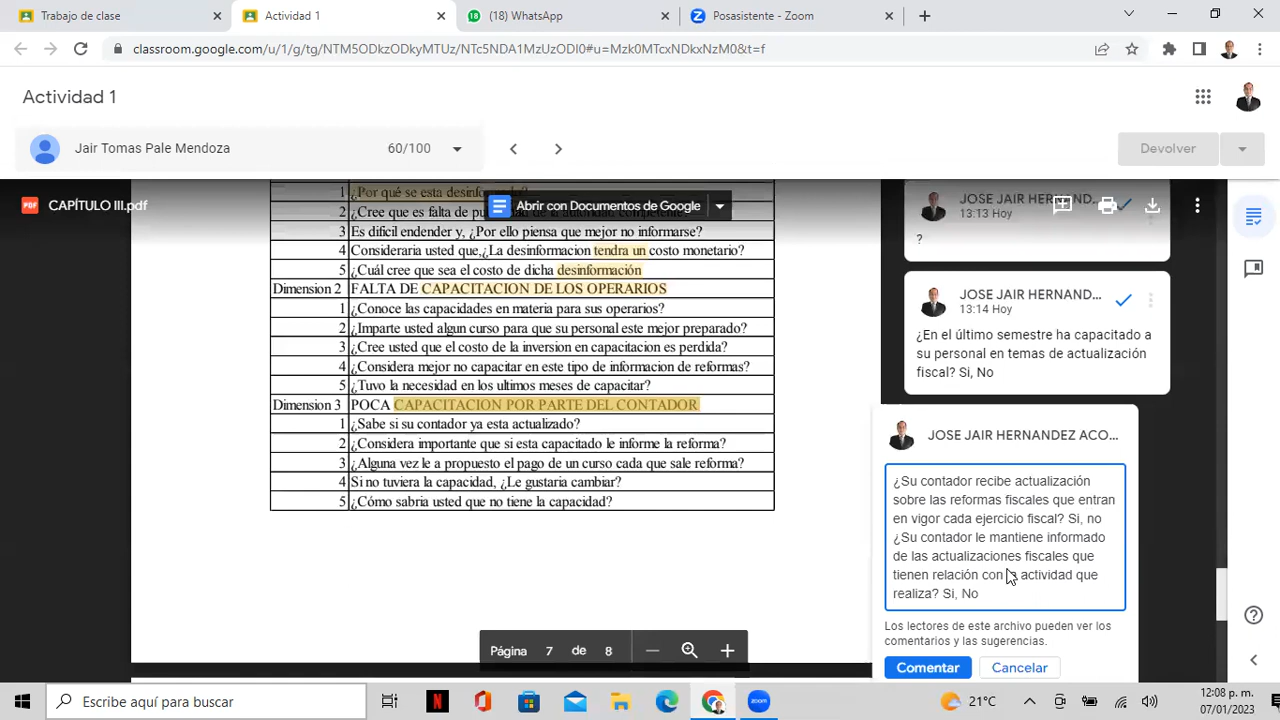 Trabajo de clase
Actividad 1
(18) WhatsApp
Posasistente - Zoom
classroom.google.com/u/1/g/tg/NTM5ODkzODkyMTUz/NTc5NDA1MzUzODI0#u=Mzk0MTcxNDkxNzM0&t=f
Actividad 1
Jair Tomas Pale Mendoza
60/100
Devolver
PDF CAPÍTULO III.pdf
Abrir con Documentos de Google
1 ¿Por qué se esta
2 ¿Cree que es falta de
3 Es dificil endender y, ¿Por ello piensa que mejor no informarse?
4 Consideraria usted que,¿La desinformacion tendra un costo monetario?
5 ¿Cuál cree que sea el costo de dicha desinformación
Dimension 2 FALTA DE CAPACITACION DE LOS OPERARIOS
1 ¿Conoce las capacidades en materia para sus operarios?
2 ¿Imparte usted algun curso para que su personal este mejor preparado?
3 ¿Cree usted que el costo de la inversion en capacitacion es perdida?
4 ¿Considera mejor no capacitar en este tipo de informacion de reformas?
5 ¿Tuvo la necesidad en los ultimos meses de capacitar?
Dimension 3 POCA CAPACITACION POR PARTE DEL CONTADOR
1 ¿Sabe si su contador ya esta actualizado?
2 ¿Considera importante que si esta capacitado le informe la reforma?
3 ¿Alguna vez le a propuesto el pago de un curso cada que sale reforma?
4 Si no tuviera la capacidad, ¿Le gustaria cambiar?
5 ¿Cómo sabria usted que no tiene la capacidad?
Página 7 de 8
JOSE JAIR HERNAND...
13:13 Hoy
?
JOSE JAIR HERNAND...
13:14 Hoy
¿En el último semestre ha capacitado a
su personal en temas de actualización
fiscal? Si, No
JOSE JAIR HERNANDEZ ACO...
¿Su contador recibe actualización
sobre las reformas fiscales que entran
en vigor cada ejercicio fiscal? Si, no
¿Su contador le mantiene informado
de las actualizaciones fiscales que
tienen relación con la actividad que
realiza? Si, No
Los lectores de este archivo pueden ver los
comentarios y las sugerencias.
Comentar
Cancelar
Escribe aquí para buscar
21°C
12:08 p. m.
07/01/2023